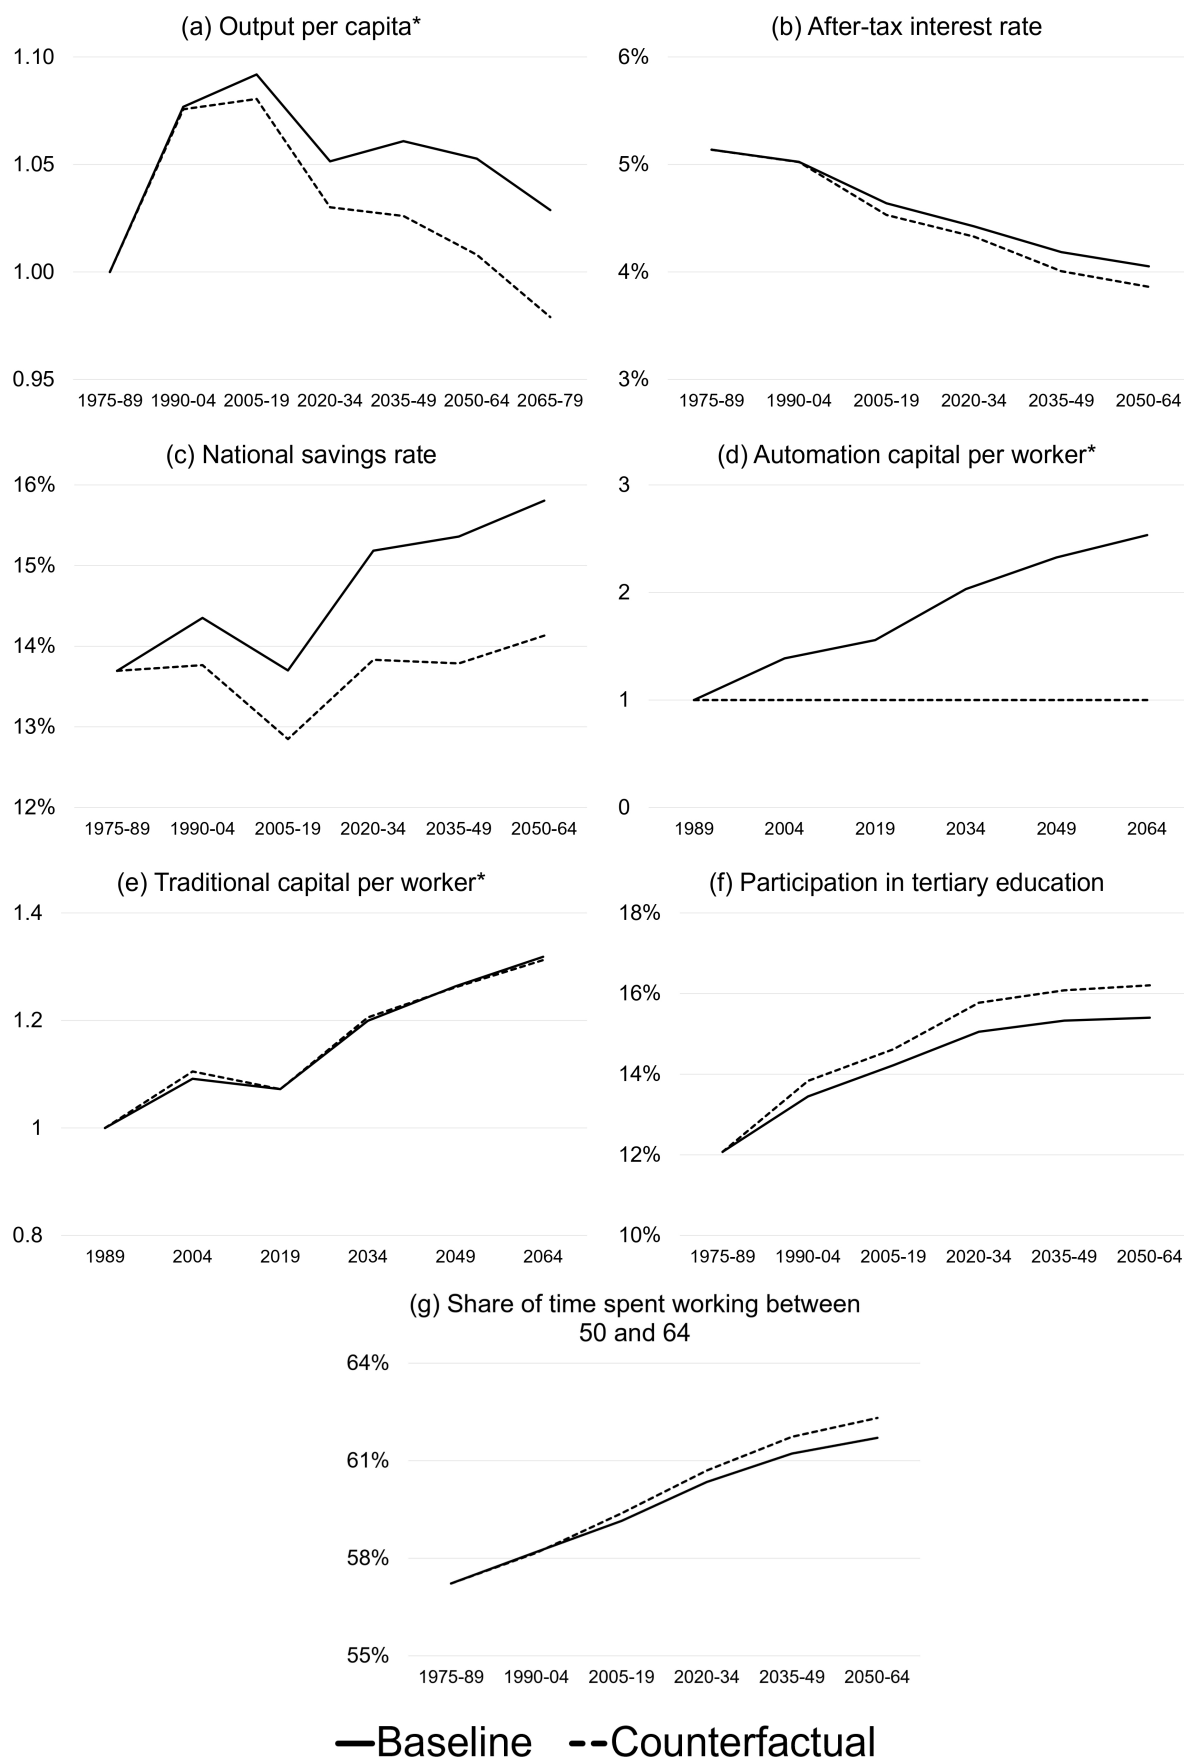 (a) Output per capita*
1.10
1.05
1.00
0.95
1975-89 1990-04 2005-19 2020-34 2035-49 2050-64 2065-79
(b) After-tax interest rate
6%
5%
4%
3%
1975-89 1990-04 2005-19 2020-34 2035-49 2050-64
(c) National savings rate
16%
15%
14%
13%
12%
1975-89 1990-04 2005-19 2020-34 2035-49 2050-64
(d) Automation capital per worker*
3
2
1
0
1989 2004 2019 2034 2049 2064
(e) Traditional capital per worker*
1.4
1.2
1
0.8
1989 2004 2019 2034 2049 2064
(f) Participation in tertiary education
18%
16%
14%
12%
10%
1975-89 1990-04 2005-19 2020-34 2035-49 2050-64
(g) Share of time spent working between
50 and 64
64%
61%
58%
55%
1975-89 1990-04 2005-19 2020-34 2035-49 2050-64
Baseline Counterfactual